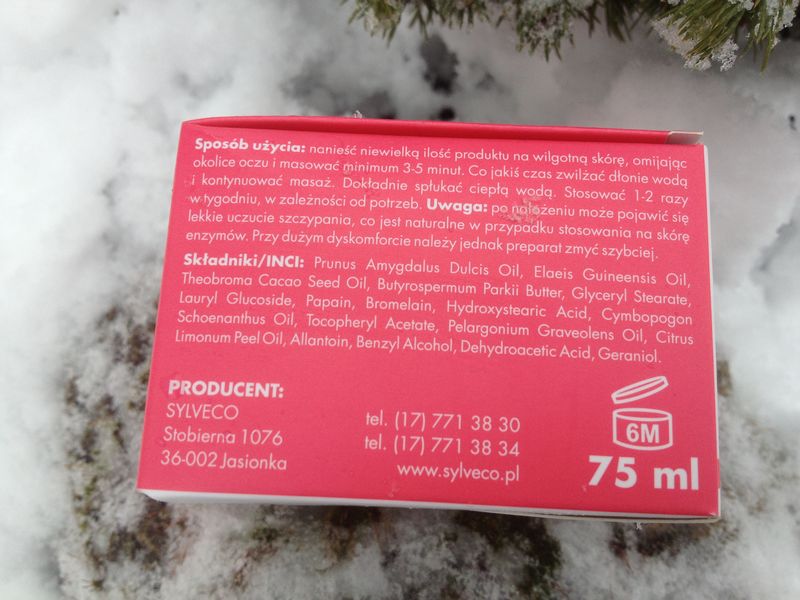 Sposób użycia: nanieść niewielką ilość produktu na wilgotną skórę, omijając
okolice oczu i masować minimum 3-5 minut. Co jakiś czas zwilżać dłonie wodą
i kontynuować masaż. Dokładnie spłukać ciepłą wodą. Stosować 1-2 razy
w tygodniu, w zależności od potrzeb. Uwaga: po nałożeniu może pojawić się
lekkie uczucie szczypania, co jest naturalne w przypadku stosowania na skórę
enzymów. Przy dużym dyskomforcie należy jednak preparat zmyć szybciej.
Składniki/INCI: Prunus Amygdalus Dulcis Oil, Elaeis Guineensis Oil,
Theobroma Cacao Seed Oil, Butyrospermum Parkii Butter, Glyceryl Stearate,
Lauryl Glucoside, Papain, Bromelain, Hydroxystearic Acid, Cymbopogon
Schoenanthus Oil, Tocopheryl Acetate, Pelargonium Graveolens Oil, Citrus
Limonum Peel Oil, Allantoin, Benzyl Alcohol, Dehydroacetic Acid, Geraniol.
PRODUCENT:
SYLVECO
Stobierna 1076
36-002 Jasionka
tel. (17) 771 38 30
tel. (17) 771 38 34
www.sylveco.pl
6M
75 ml